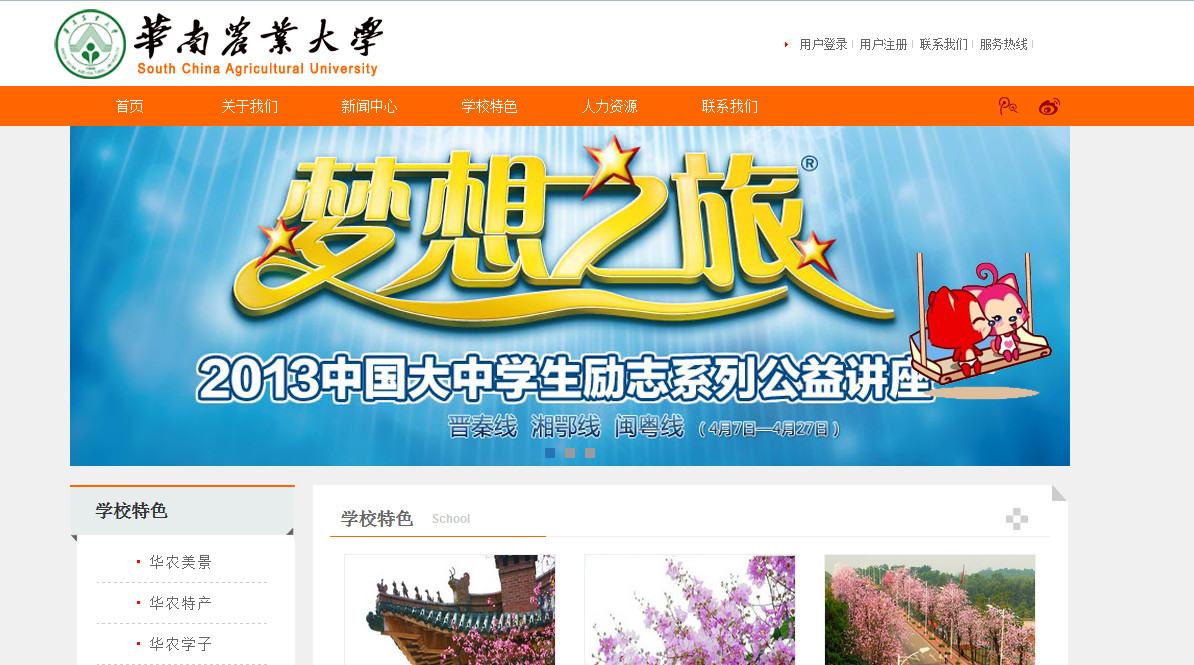 華南農業大學
South China Agricultural University
用户登录 用户注册 联系我们 服务热线
首页 关于我们 新闻中心 学校特色 人力资源 联系我们
梦想之旅®
2013中国大中学生励志系列公益讲座
晋秦线 湘鄂线 闽粤线 (4月7日—4月27日)
学校特色
华农美景
华农特产
华农学子
学校特色 School